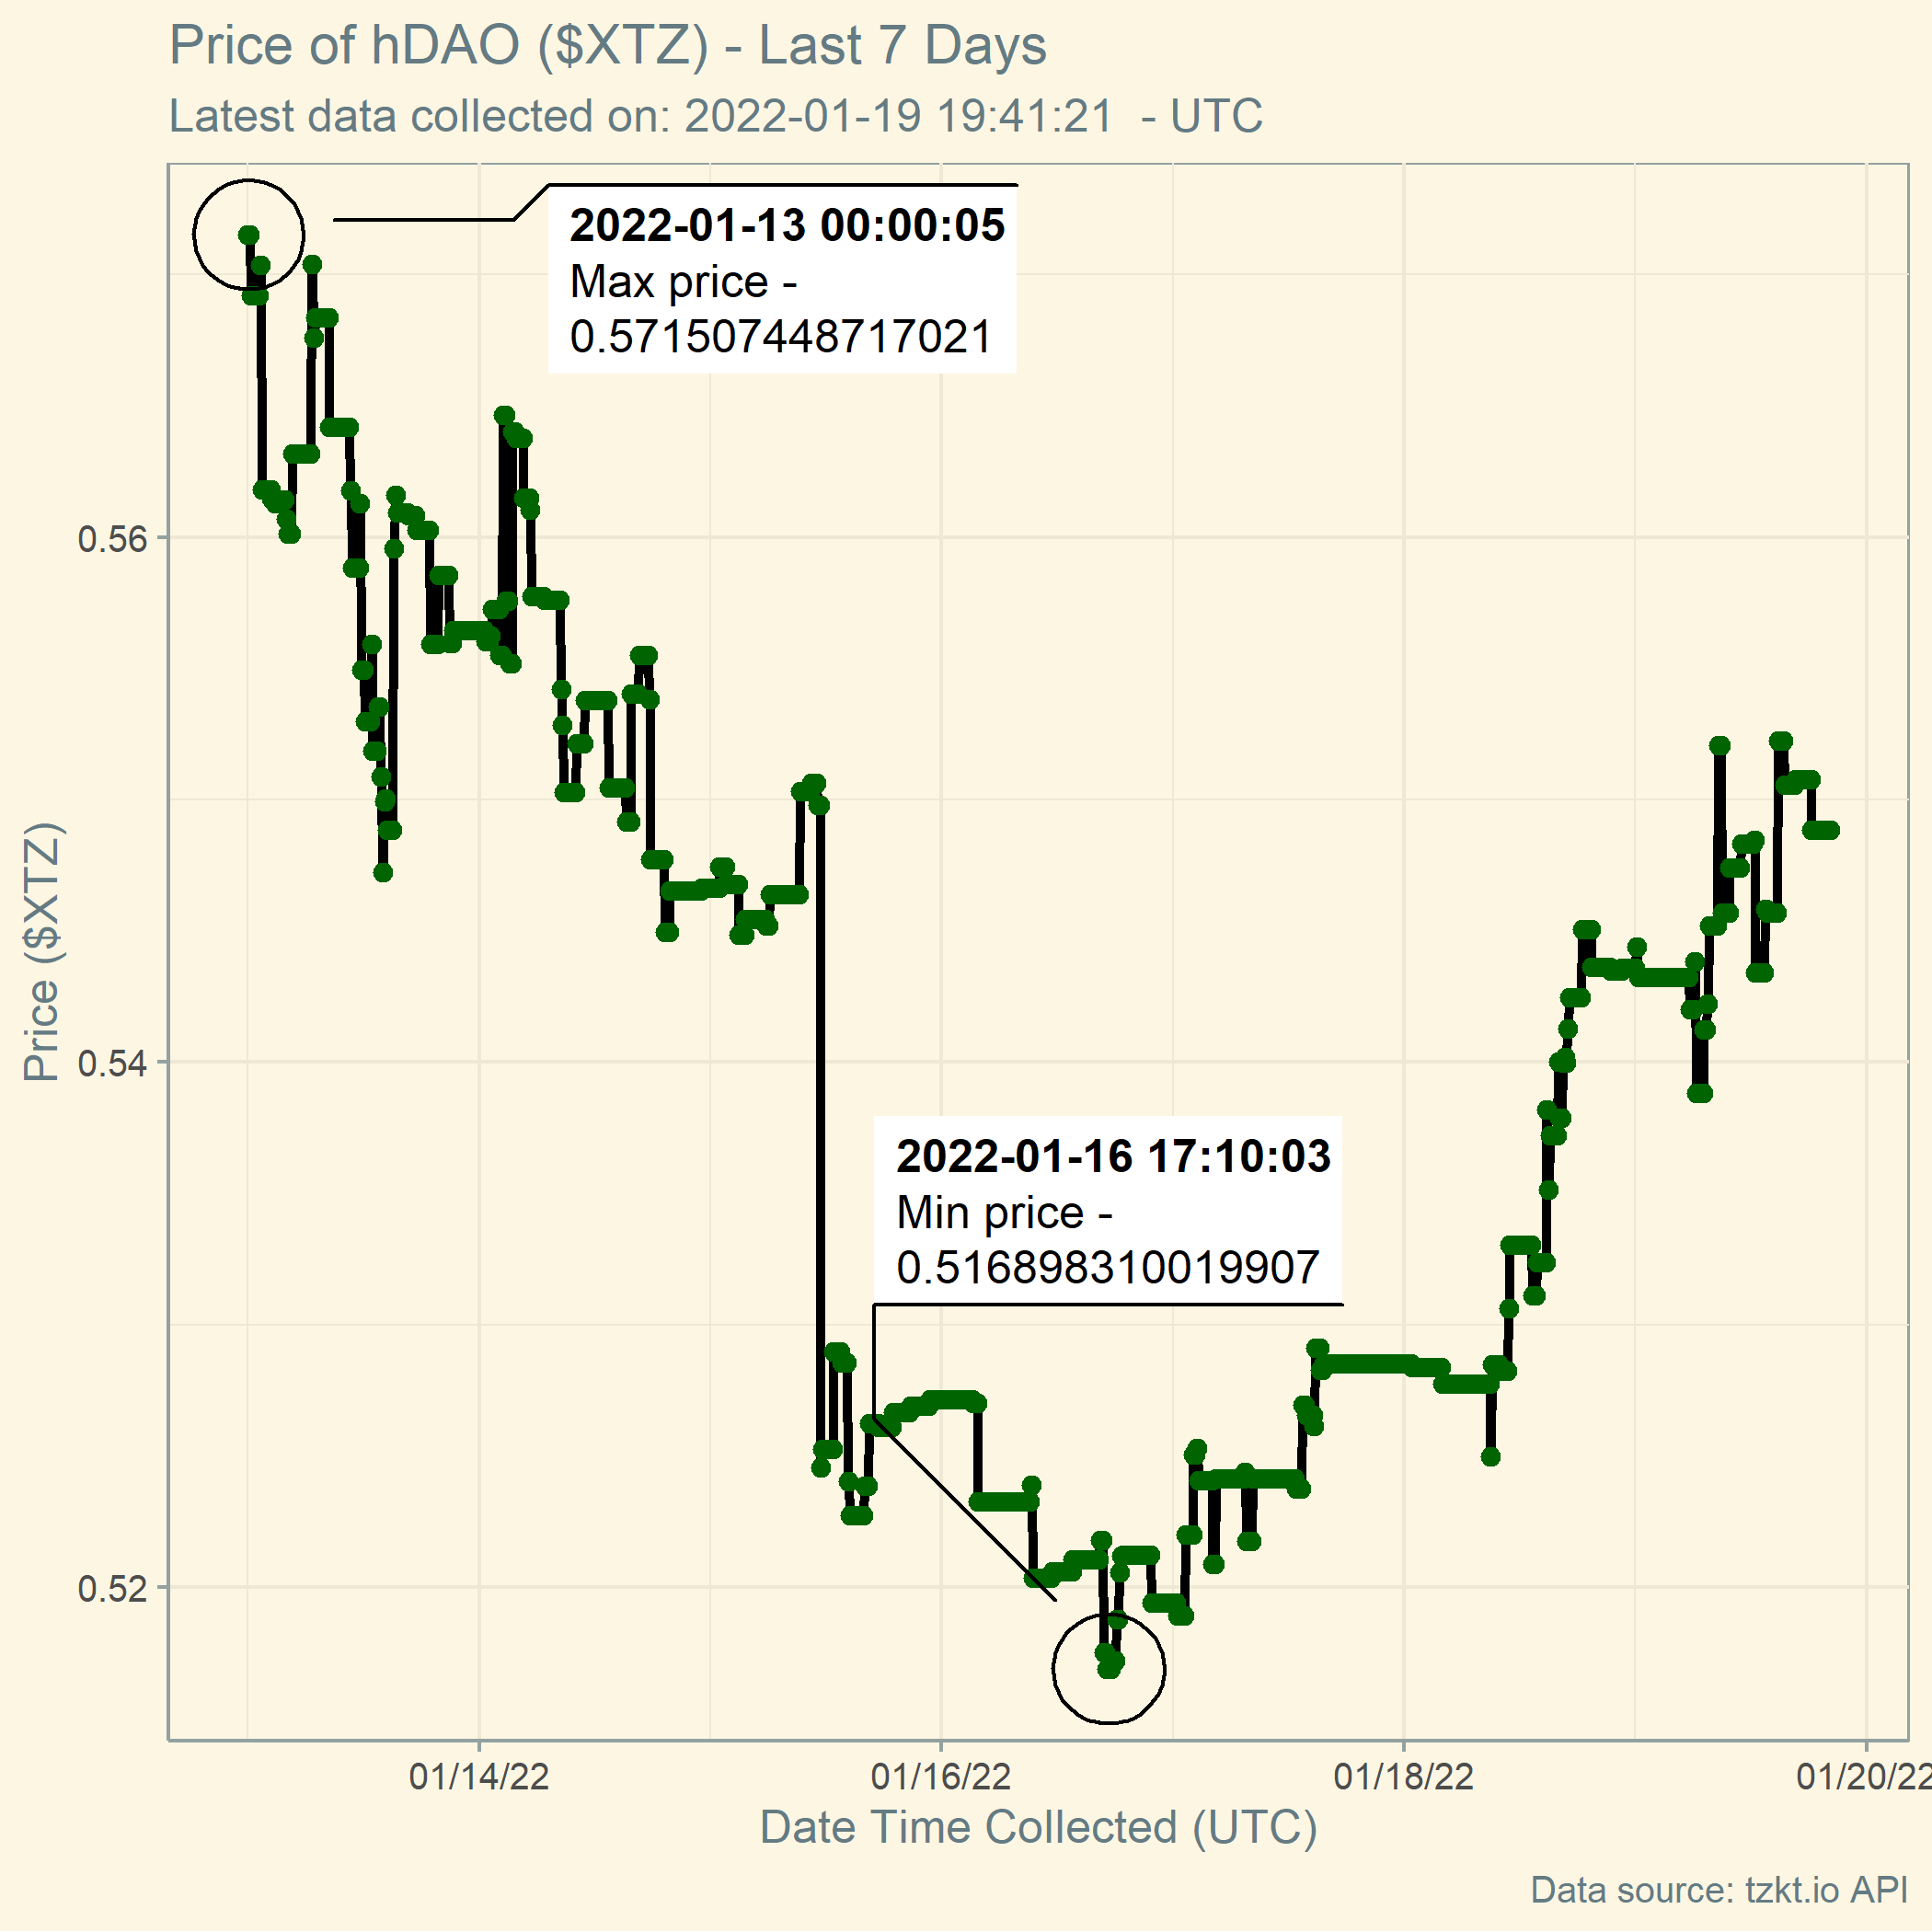 Price of hDAO ($XTZ) - Last 7 Days
Latest data collected on: 2022-01-19 19:41:21  - UTC
2022-01-13 00:00:05
Max price -
0.571507448717021
0.56
Price ($XTZ)
0.54
2022-01-16 17:10:03
Min price -
0.516898310019907
0.52
01/14/22
01/16/22
01/18/22
01/20/22
Date Time Collected (UTC)
Data source: tzkt.io API